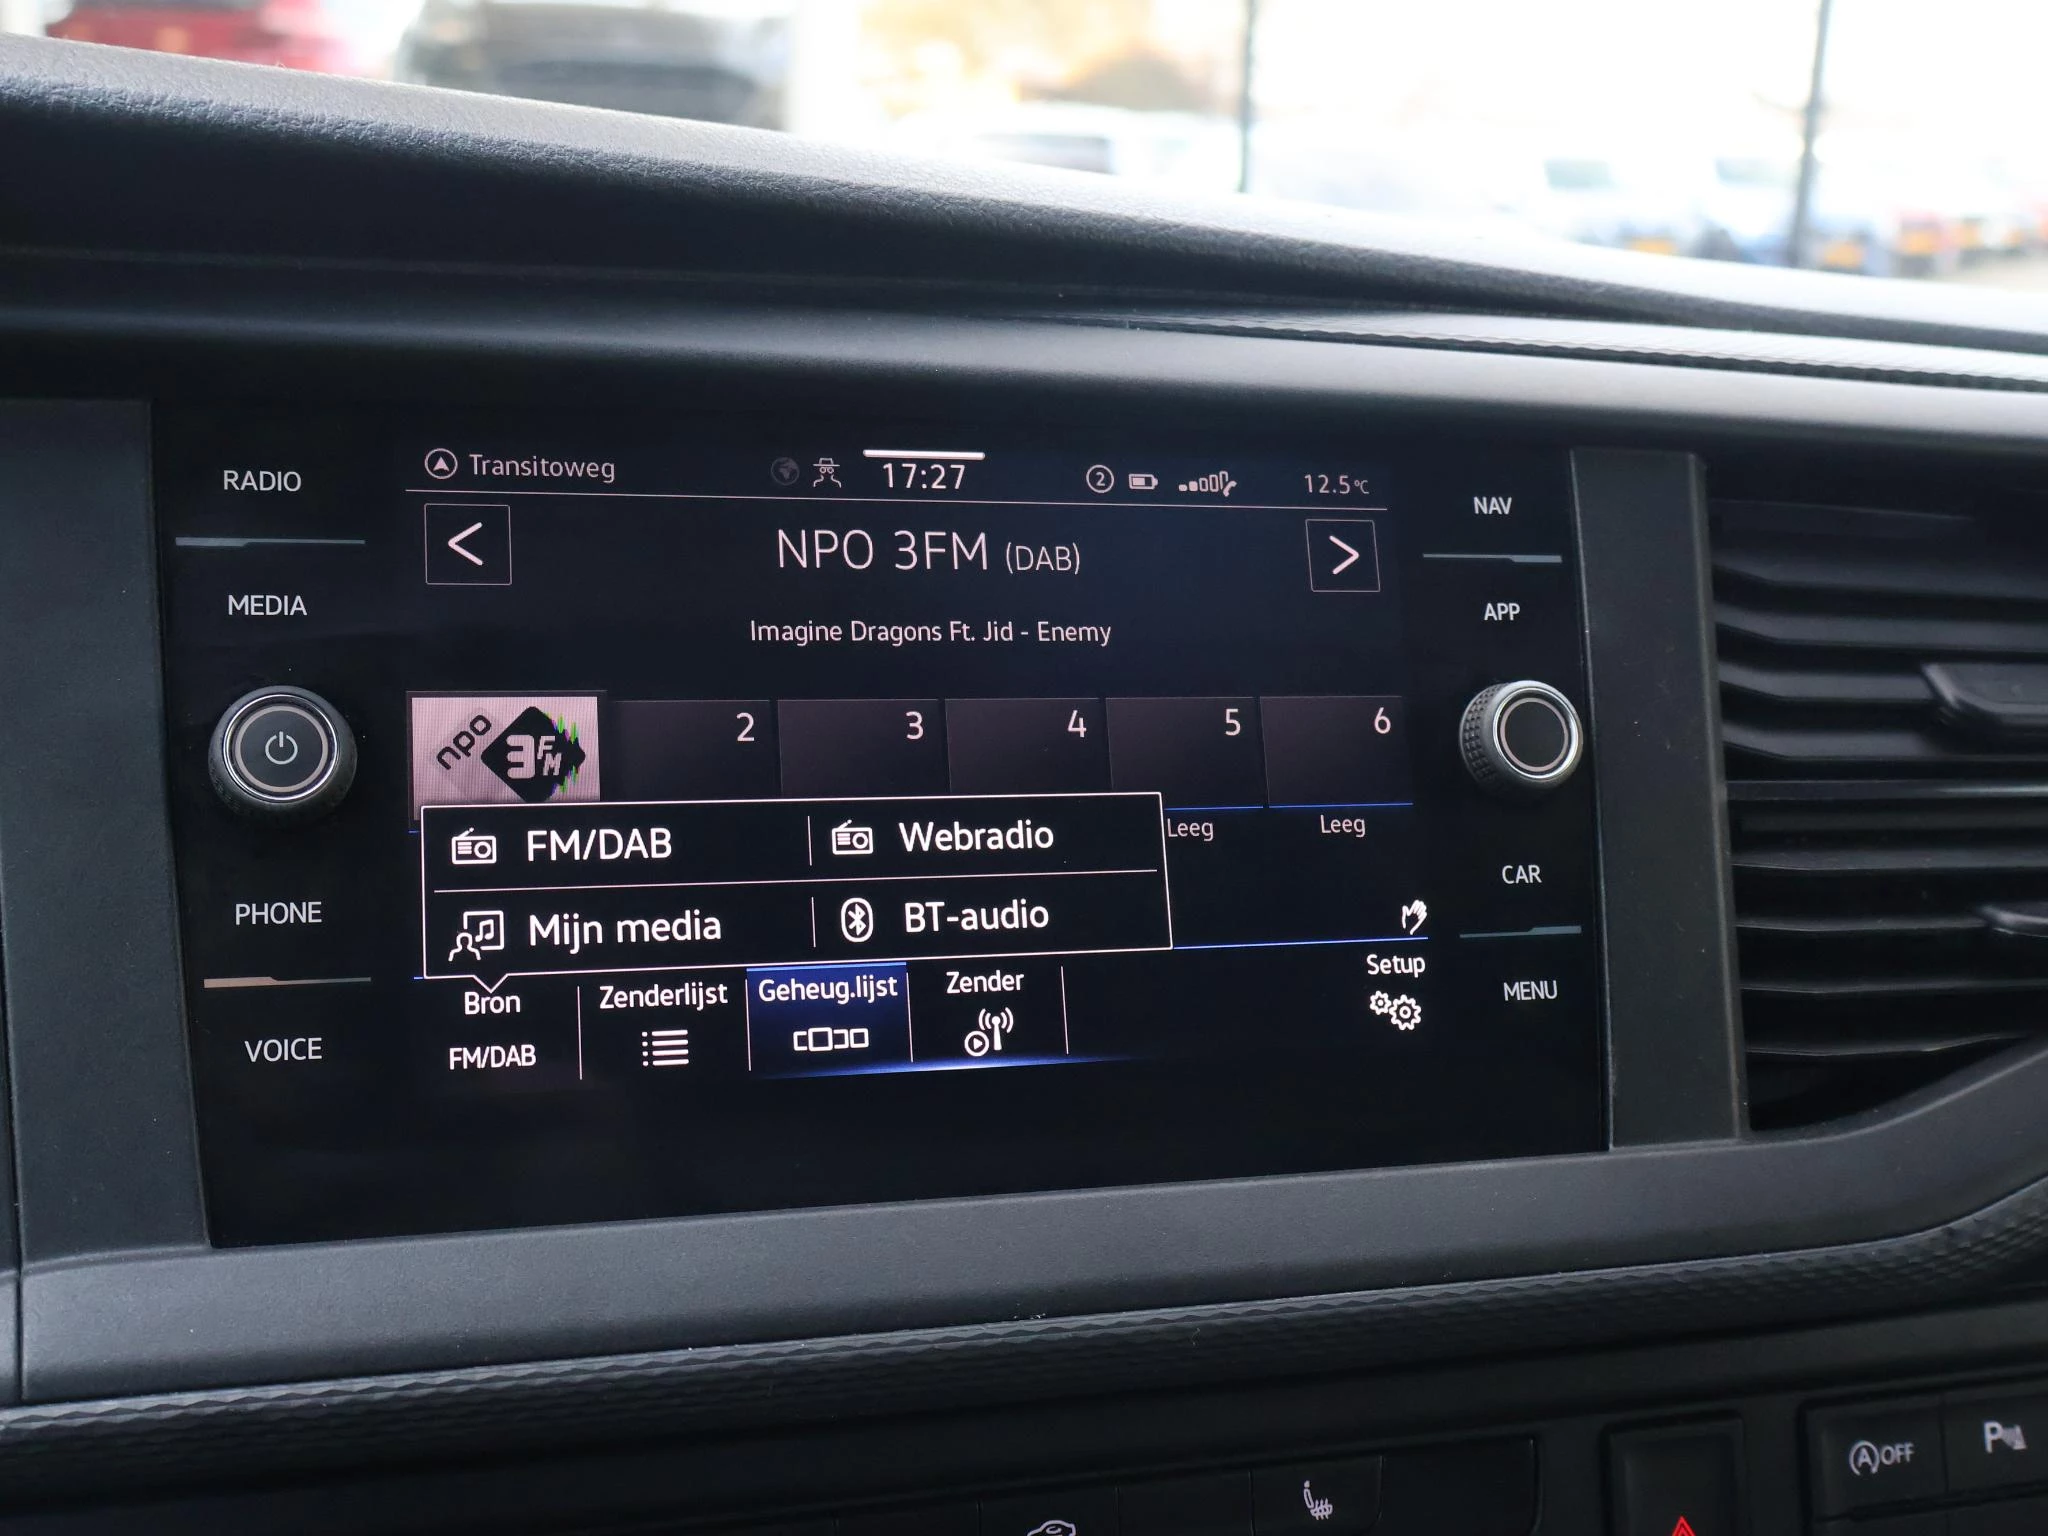 RADIO
MEDIA
PHONE
VOICE
Transitoweg
17:27
2
12.5°C
<
NPO 3FM (DAB)
>
Imagine Dragons Ft. Jid - Enemy
npo 3FM
2
3
4
5
6
Leeg
Leeg
FM/DAB
Webradio
Mijn media
BT-audio
Bron
FM/DAB
Zenderlijst
Geheug.lijst
Zender
Setup
NAV
APP
CAR
MENU
A OFF
P